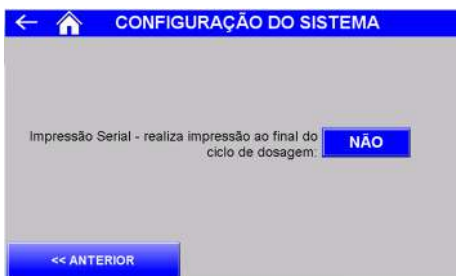 CONFIGURAÇÃO DO SISTEMA
Impressão Serial - realiza impressão ao final do
ciclo de dosagem:
NÃO
<< ANTERIOR